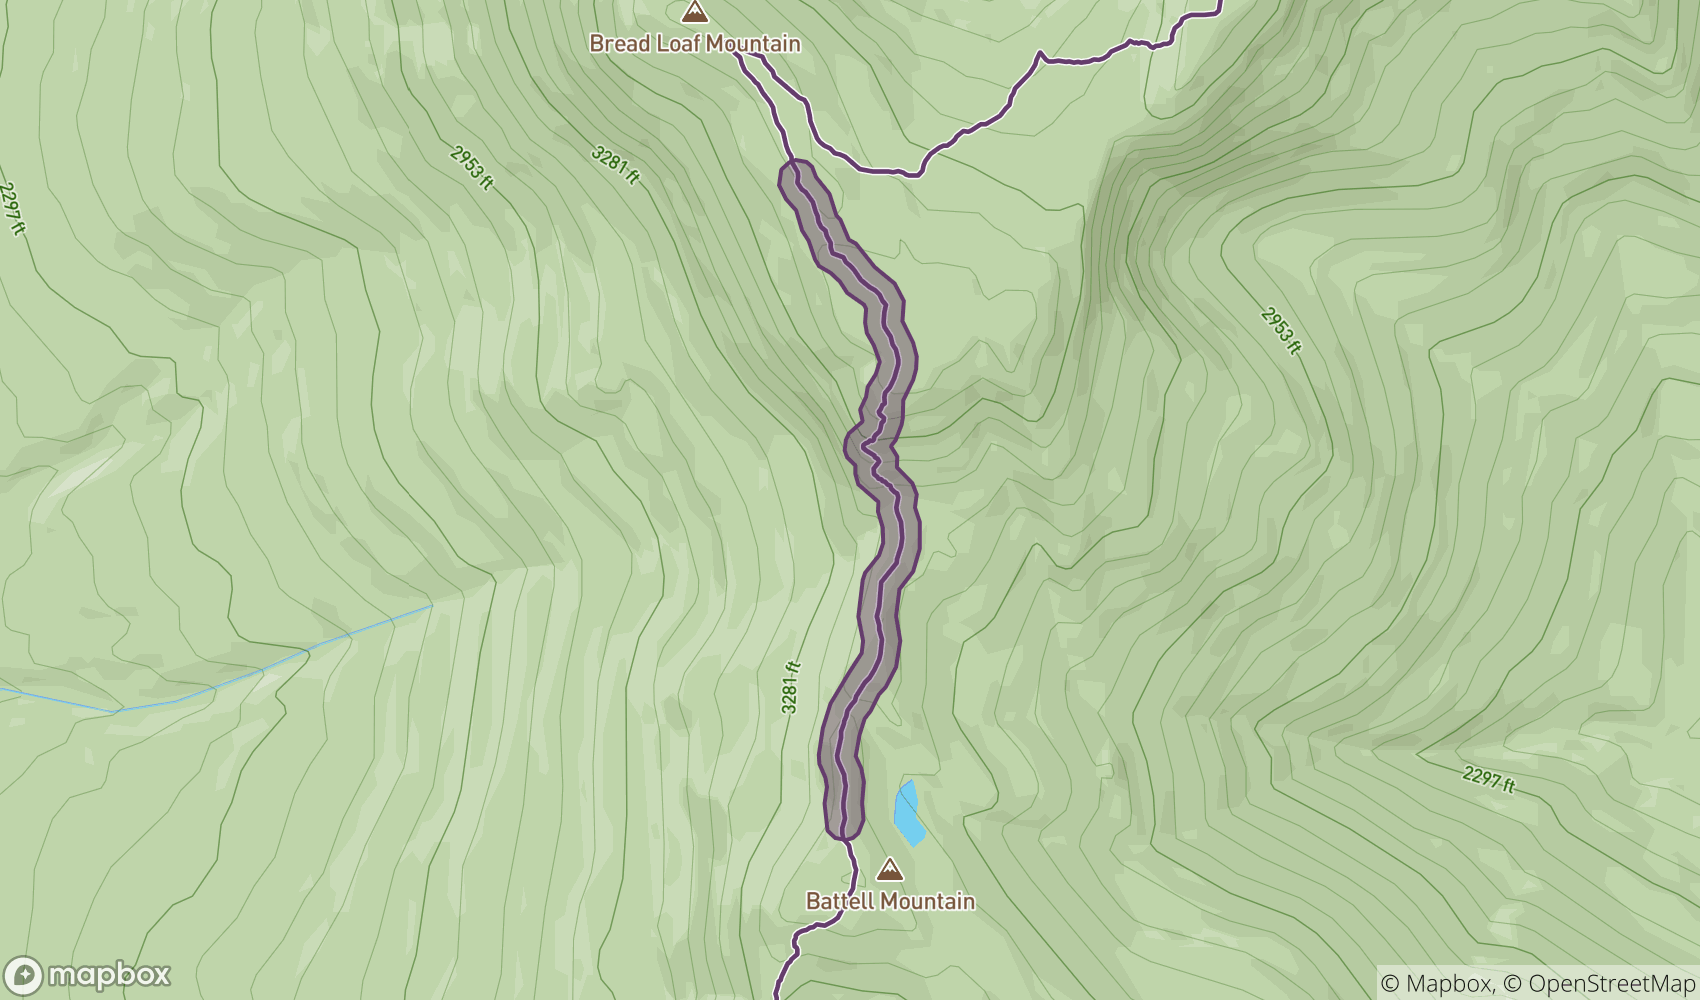 Bread Loaf Mountain
2953 ft
3281 ft
2297 ft
2953 ft
3281 ft
2297 ft
Battell Mountain
mapbox
© Mapbox, © OpenStreetMap